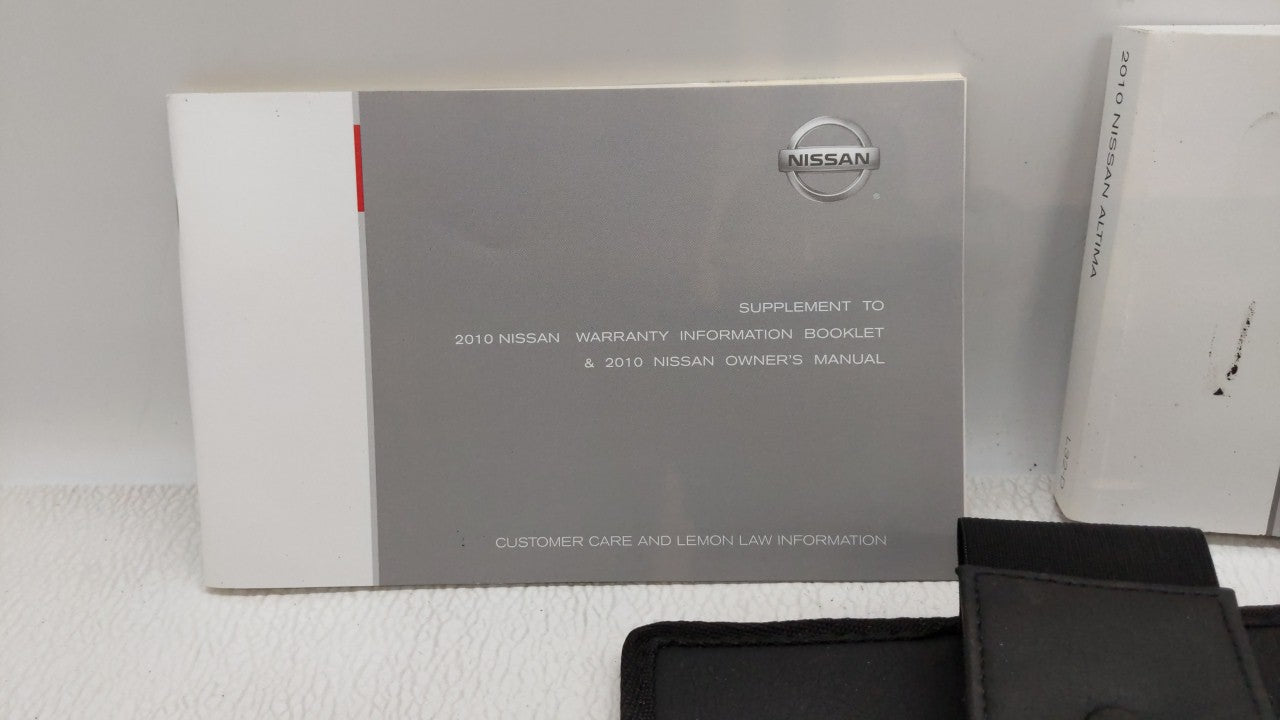 NISSAN
SUPPLEMENT TO
2010 NISSAN WARRANTY INFORMATION BOOKLET
& 2010 NISSAN OWNER'S MANUAL
CUSTOMER CARE AND LEMON LAW INFORMATION
2010 NISSAN ALTIMA
L32-D